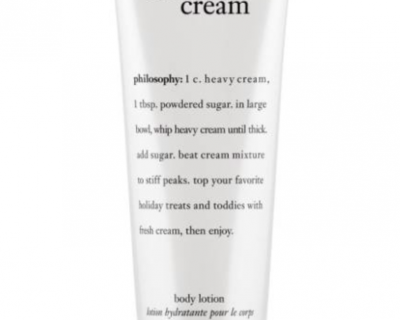 cream
philosophy: 1 c. heavy cream,
1 tbsp. powdered sugar. in large
bowl, whip heavy cream until thick.
add sugar. beat cream mixture
to stiff peaks. top your favorite
holiday treats and toddies with
fresh cream, then enjoy.
body lotion
lotion hydratante pour le corps